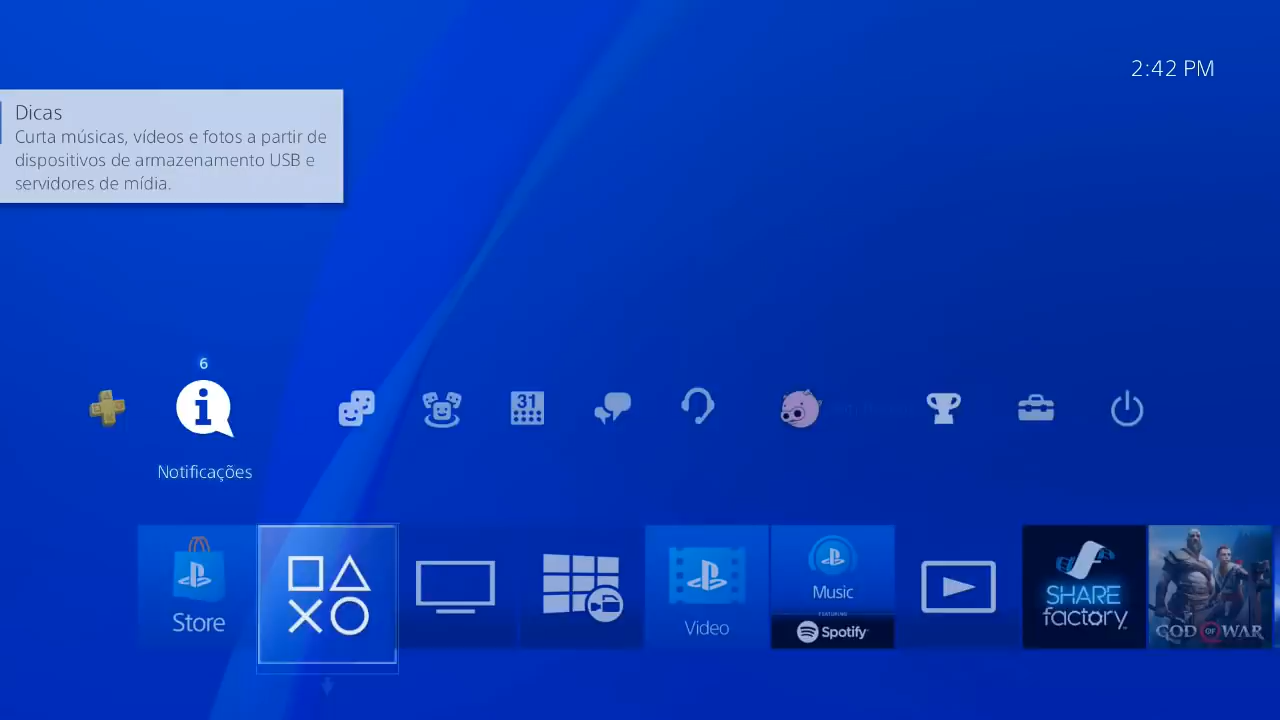 2:42 PM
Dicas
Curta músicas, vídeos e fotos a partir de
dispositivos de armazenamento USB e
servidores de mídia.
6
31
Notificações
Store
Video
Music
FEATURING
Spotify
SHARE
factory
GOD OF WAR